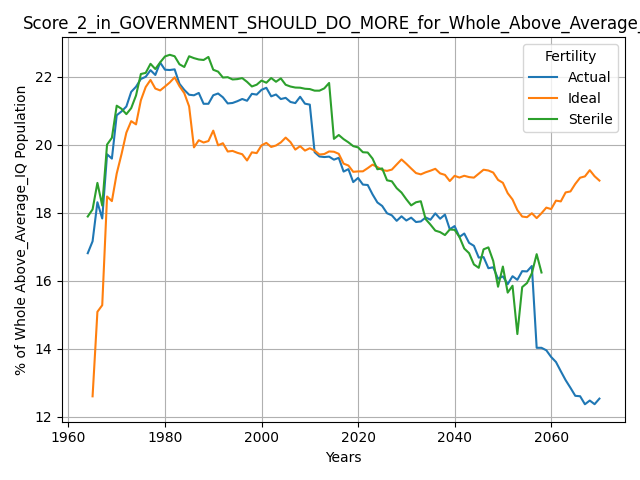 Score_2_in_GOVERNMENT_SHOULD_DO_MORE_for_Whole_Above_Average_
% of Whole Above_Average_IQ Population
22
20
18
16
14
12
Fertility
Actual
Ideal
Sterile
1960 1980 2000 2020 2040 2060
Years